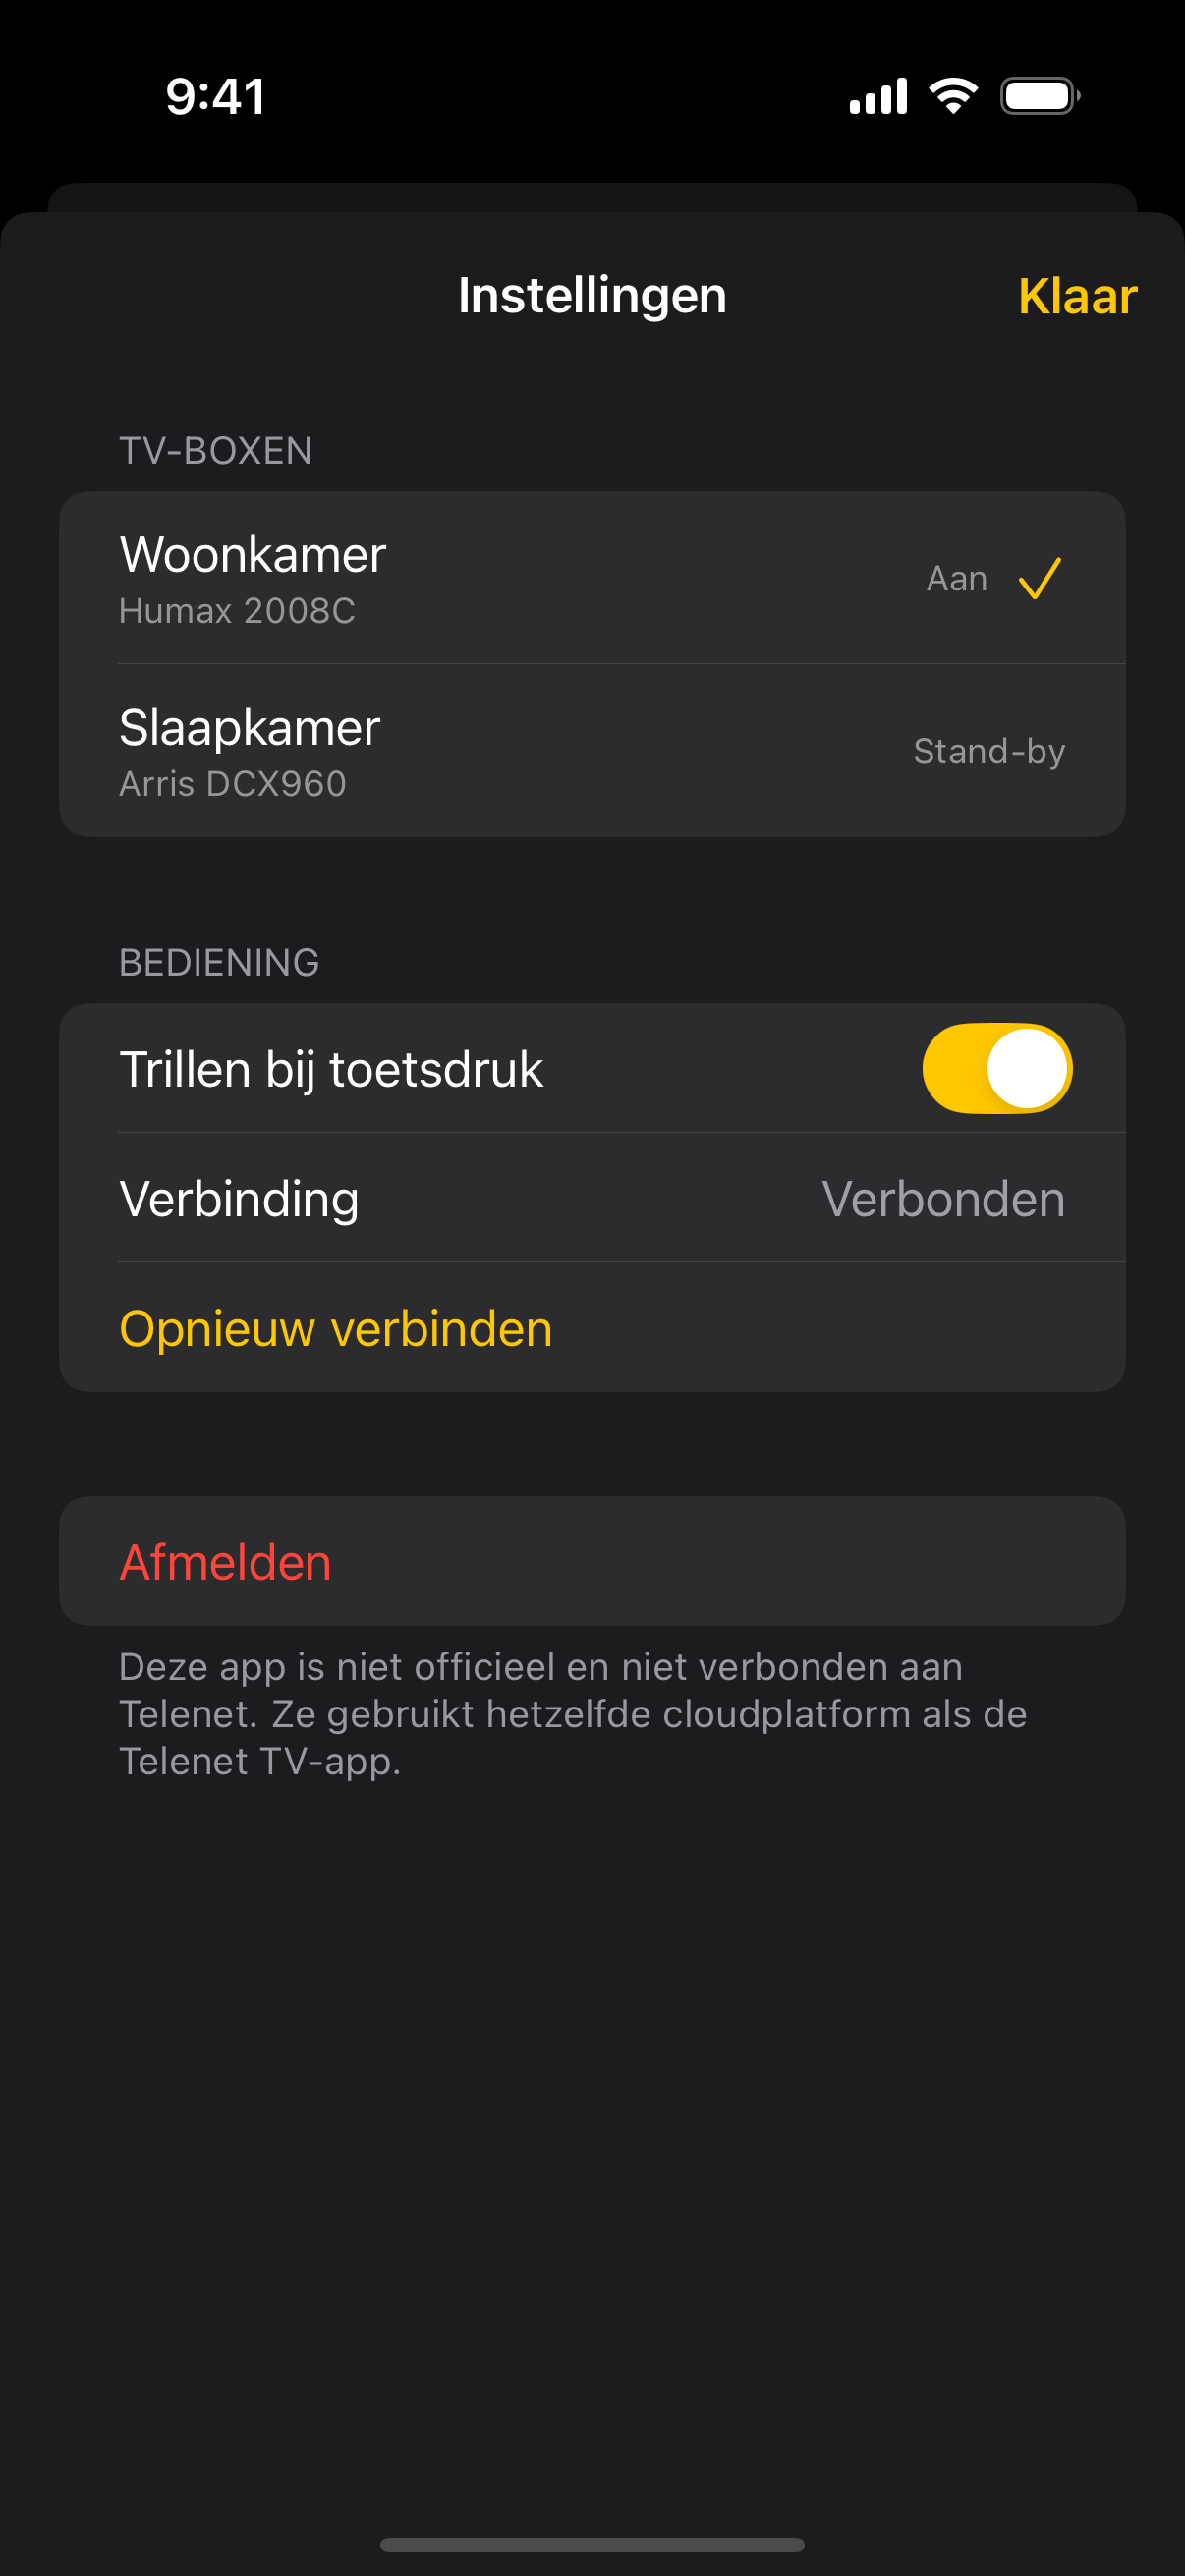 9:41
Instellingen
Klaar
TV-BOXEN
Woonkamer
Humax 2008C
Aan
Slaapkamer
Arris DCX960
Stand-by
BEDIENING
Trillen bij toetsdruk
Verbinding
Verbonden
Opnieuw verbinden
Afmelden
Deze app is niet officieel en niet verbonden aan
Telenet. Ze gebruikt hetzelfde cloudplatform als de
Telenet TV-app.